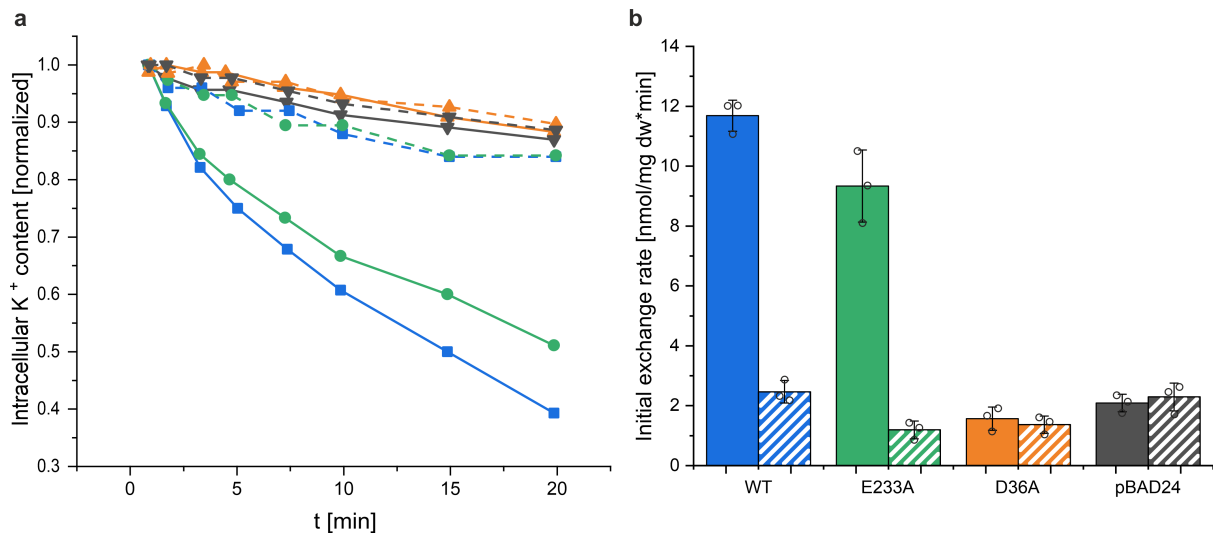 a
Intracellular K⁺ content [normalized]
1.0
0.9
0.8
0.7
0.6
0.5
0.4
0.3
0
5
10
15
20
t [min]
b
Initial exchange rate [nmol/mg dw*min]
14
12
10
8
6
4
2
0
WT
E233A
D36A
pBAD24